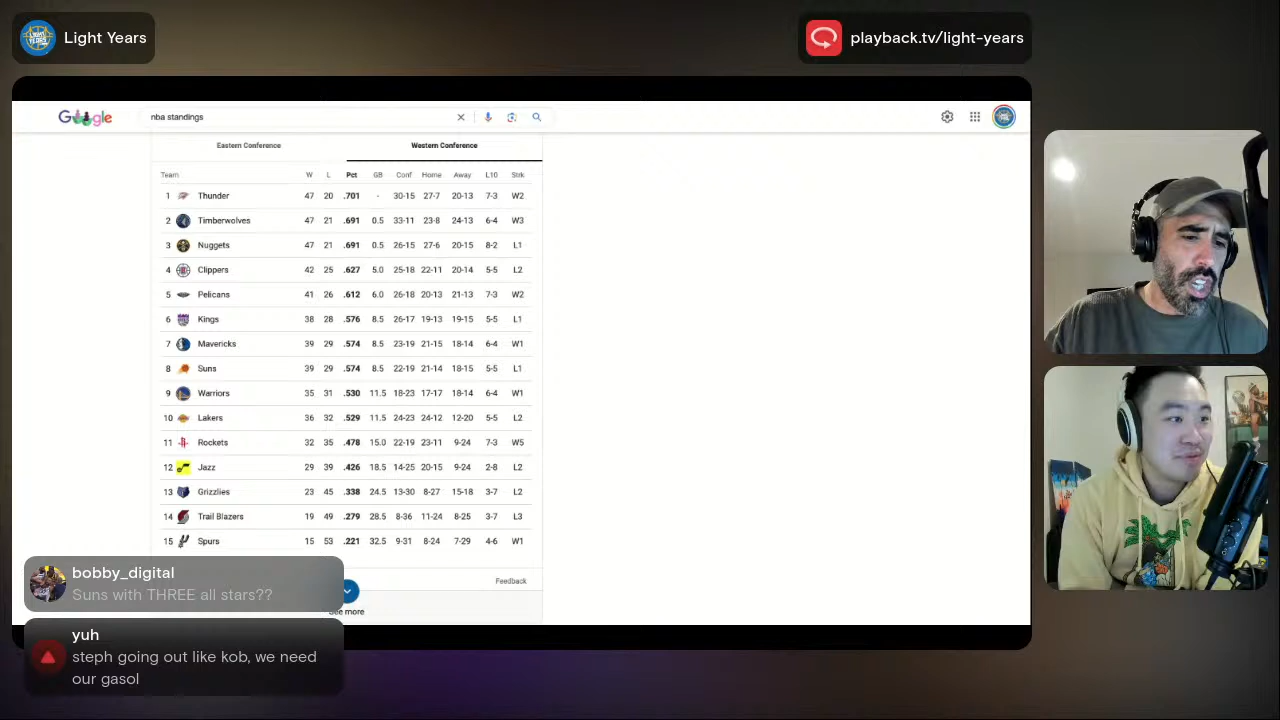 Light Years
playback.tv/light-years
Google
nba standings
Eastern Conference Western Conference
Team W L Pct GB Conf Home Away L10 Strk
1 Thunder 47 20 .701 - 30-15 27-7 20-13 7-3 W2
2 Timberwolves 47 21 .691 0.5 33-11 23-8 24-13 6-4 W3
3 Nuggets 47 21 .691 0.5 26-15 27-6 20-15 8-2 L1
4 Clippers 42 25 .627 5.0 25-18 22-11 20-14 5-5 L2
5 Pelicans 41 26 .612 6.0 26-18 20-13 21-13 7-3 W2
6 Kings 38 28 .576 8.5 26-17 19-13 19-15 5-5 L1
7 Mavericks 39 29 .574 8.5 23-19 21-15 18-14 6-4 W1
8 Suns 39 29 .574 8.5 22-19 21-14 18-15 5-5 L1
9 Warriors 35 31 .530 11.5 18-23 17-17 18-14 6-4 W1
10 Lakers 36 32 .529 11.5 24-23 24-12 12-20 5-5 L2
11 Rockets 32 35 .478 15.0 22-19 23-11 9-24 7-3 W5
12 Jazz 29 39 .426 18.5 14-25 20-15 9-24 2-8 L2
13 Grizzlies 23 45 .338 24.5 13-30 8-27 15-18 3-7 L2
14 Trail Blazers 19 49 .279 28.5 8-36 11-24 8-25 3-7 L3
15 Spurs 15 53 .221 32.5 9-31 8-24 7-29 4-6 W1
Feedback
See more
bobby_digital
Suns with THREE all stars??
yuh
steph going out like kob, we need
our gasol